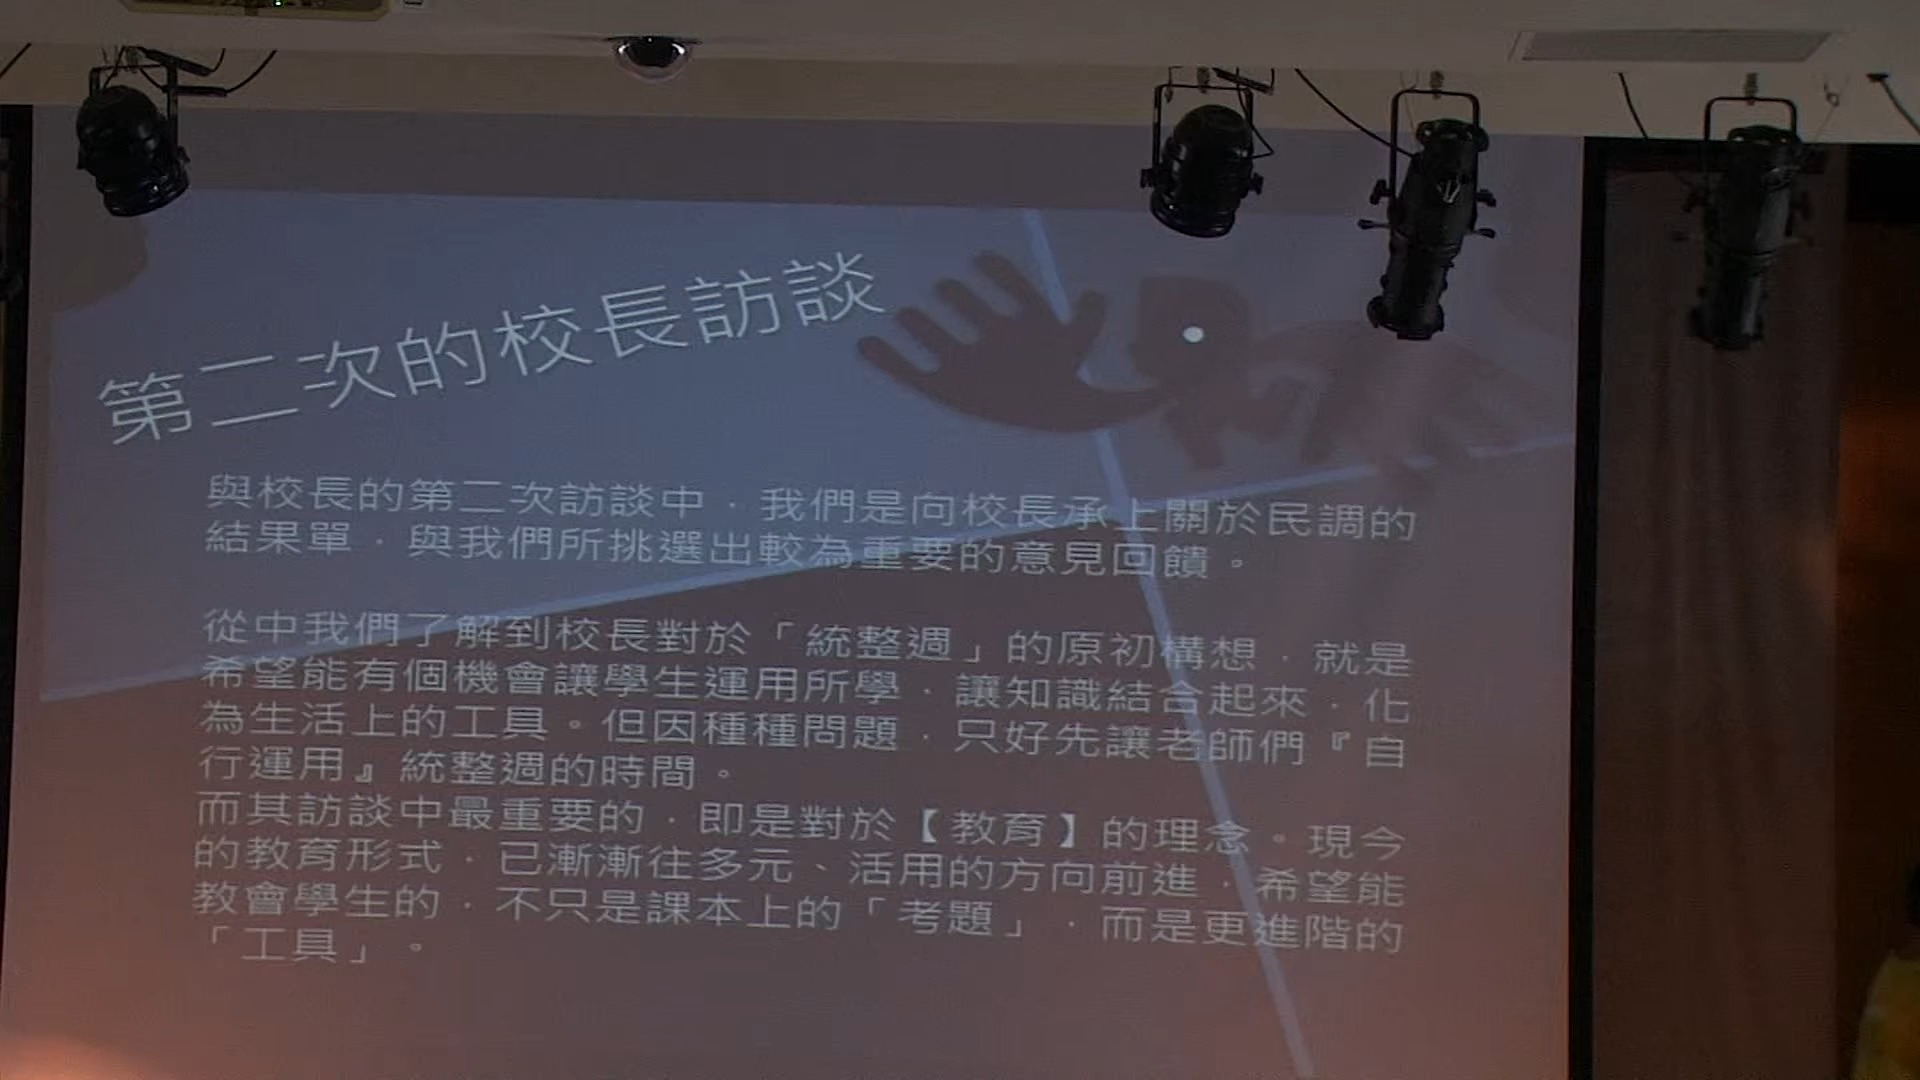 第二次的校長訪談
與校長的第二次訪談中，我們是向校長承上關於民調的
結果單，與我們所挑選出較為重要的意見回饋。
從中我們了解到校長對於「統整週」的原初構想，就是
希望能有個機會讓學生運用所學，讓知識結合起來，化
為生活上的工具。但因種種問題，只好先讓老師們『自
行運用』統整週的時間。
而其訪談中最重要的，即是對於【教育】的理念。現今
的教育形式，已漸漸往多元、活用的方向前進，希望能
教會學生的，不只是課本上的「考題」，而是更進階的
「工具」。